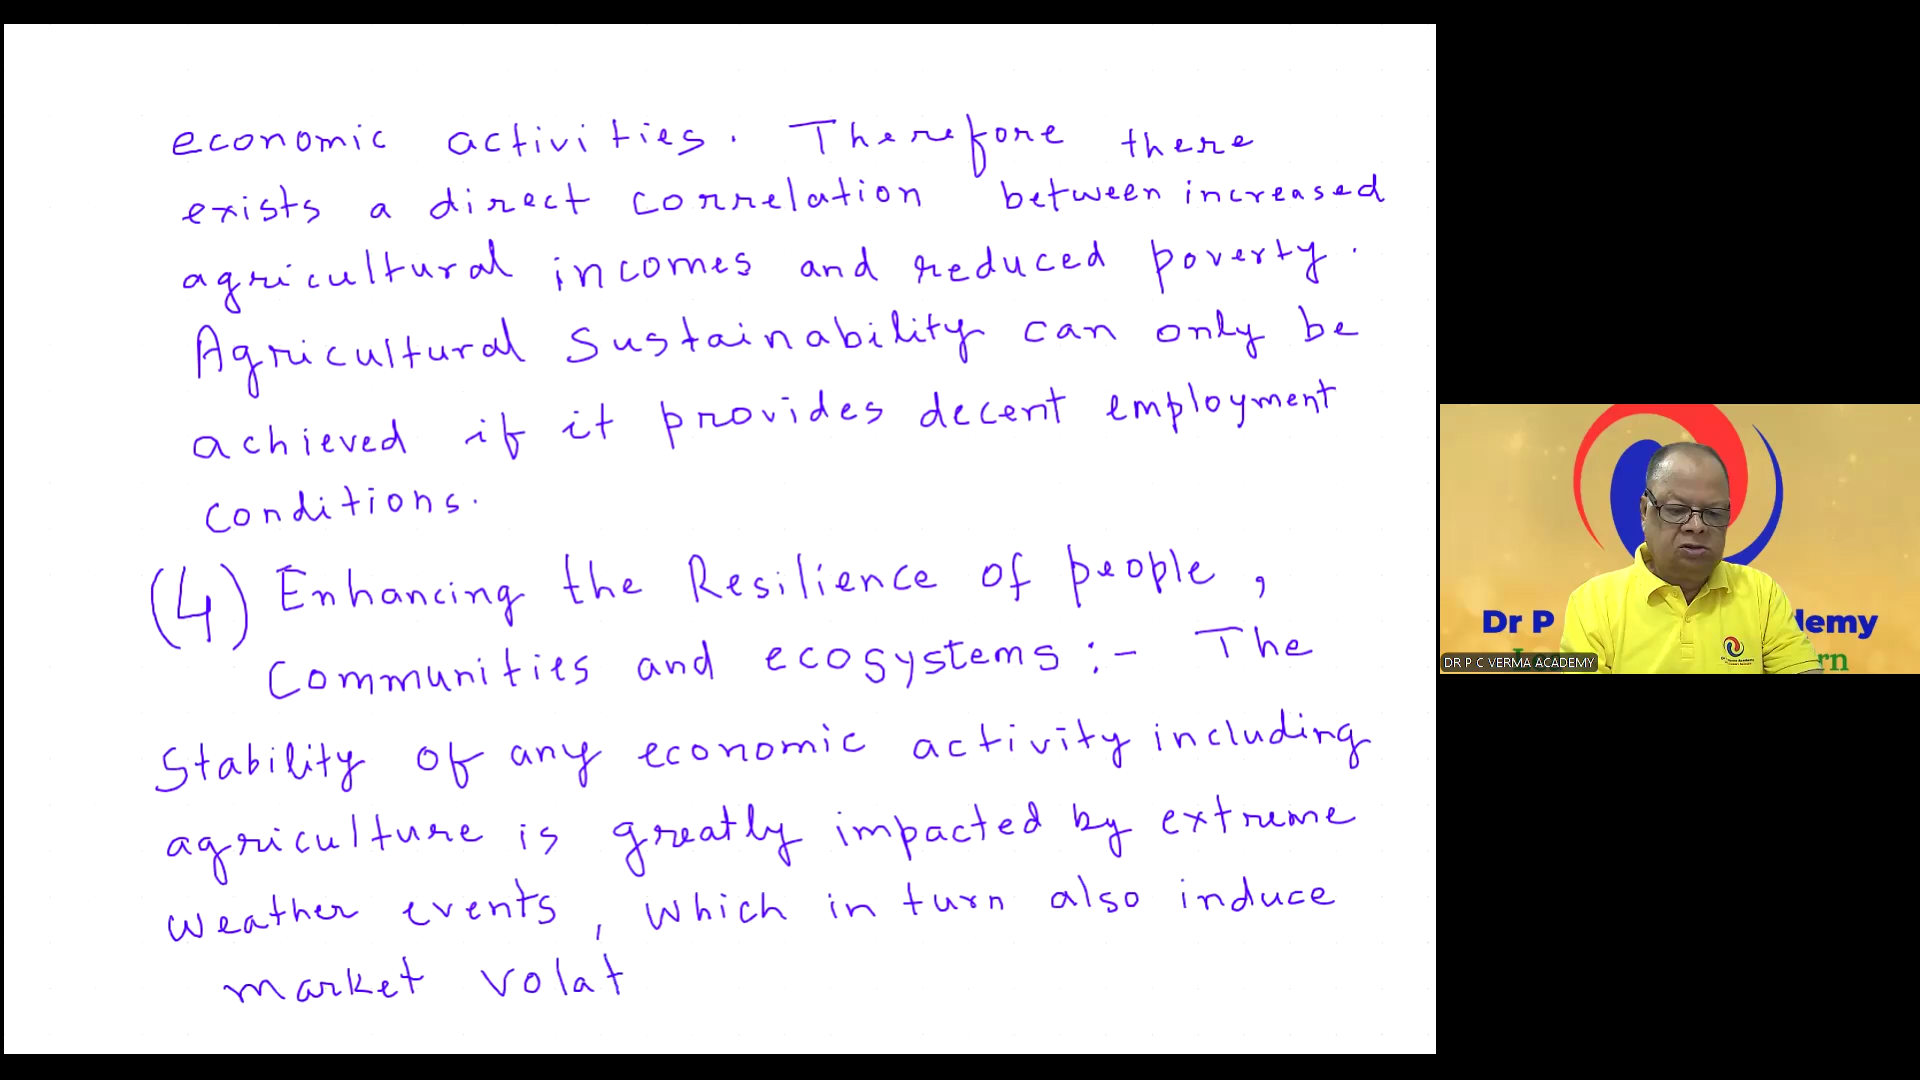 economic activities. Therefore there
exists a direct correlation between increased
agricultural incomes and reduced poverty.
Agricultural Sustainability can only be
achieved if it provides decent employment
conditions.
(4) Enhancing the Resilience of people,
Communities and ecosystems :- The
Stability of any economic activity including
agriculture is greatly impacted by extreme
weather events, which in turn also induce
market volat
Dr P
demy
rn
DR P C VERMA ACADEMY